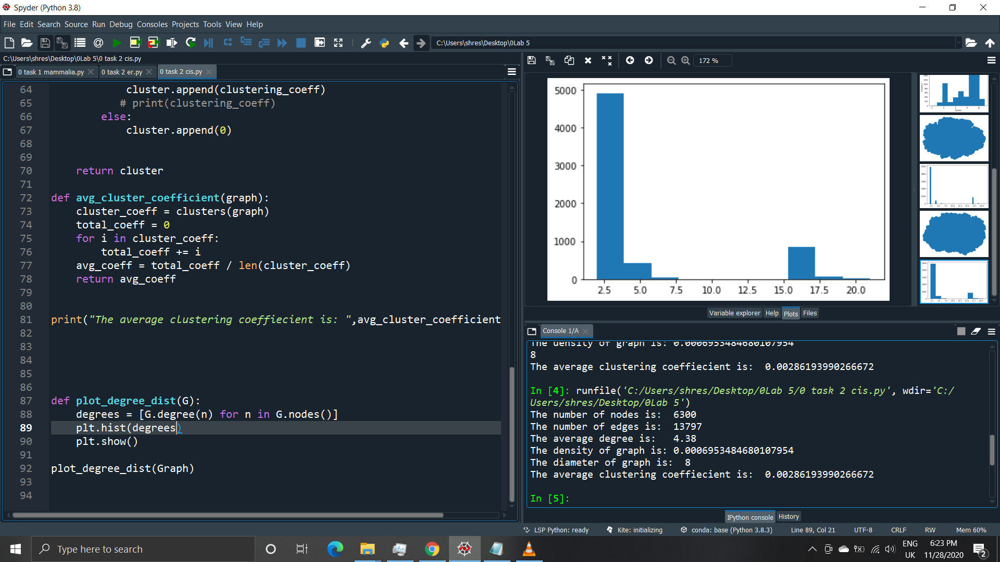 Spyder (Python 3.8)
File Edit Search Source Run Debug Consoles Projects Tools View Help
C:\Users\shres\Desktop\0Lab 5
C:\Users\shres\Desktop\0Lab 5\0 task 2 cis.py
0 task 1 mammalia.py
0 task 2 er.py
0 task 2 cis.py
64 cluster.append(clustering_coeff)
65 # print(clustering_coeff)
66 else:
67 cluster.append(0)
68
69
70 return cluster
71
72 def avg_cluster_coefficient(graph):
73 cluster_coeff = clusters(graph)
74 total_coeff = 0
75 for i in cluster_coeff:
76 total_coeff += i
77 avg_coeff = total_coeff / len(cluster_coeff)
78 return avg_coeff
79
80
81 print("The average clustering coeffiecient is: ",avg_cluster_coefficient
82
83
84
85
86
87 def plot_degree_dist(G):
88 degrees = [G.degree(n) for n in G.nodes()]
89 plt.hist(degrees)
90 plt.show()
91
92 plot_degree_dist(Graph)
93
94
172 %
5000
4000
3000
2000
1000
0
2.5 5.0 7.5 10.0 12.5 15.0 17.5 20.0
Variable explorer Help Plots Files
Console 1/A
The density of graph is: 0.0006953484680107954
8
The average clustering coeffiecient is:  0.00286193990266672
In [4]: runfile('C:/Users/shres/Desktop/0Lab 5/0 task 2 cis.py', wdir='C:/
Users/shres/Desktop/0Lab 5')
The number of nodes is:  6300
The number of edges is:  13797
The average degree is:   4.38
The density of graph is: 0.0006953484680107954
The diameter of graph is:  8
The average clustering coeffiecient is:  0.00286193990266672
In [5]:
IPython console History
LSP Python: ready Kite: initializing conda: base (Python 3.8.3) Line 89, Col 21 UTF-8 CRLF RW Mem 60%
Type here to search
ENG
UK
6:23 PM
11/28/2020
2